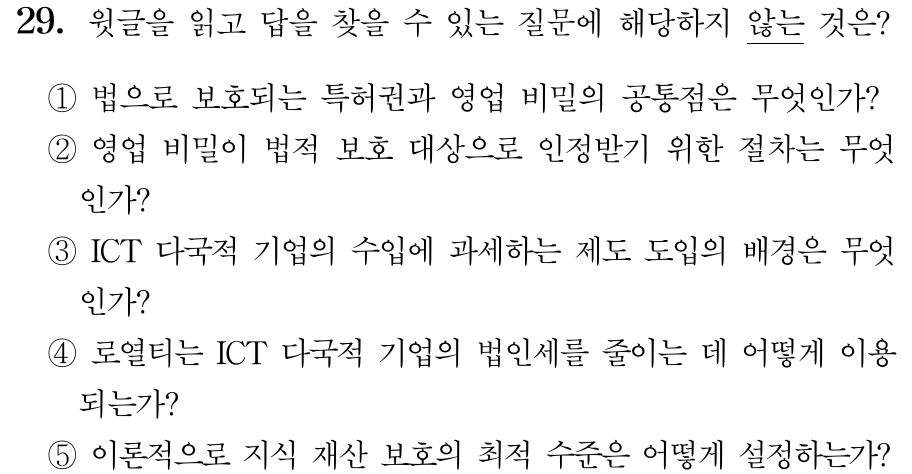 29. 윗글을 읽고 답을 찾을 수 있는 질문에 해당하지 않는 것은?
① 법으로 보호되는 특허권과 영업 비밀의 공통점은 무엇인가?
② 영업 비밀이 법적 보호 대상으로 인정받기 위한 절차는 무엇
인가?
③ ICT 다국적 기업의 수입에 과세하는 제도 도입의 배경은 무엇
인가?
④ 로열티는 ICT 다국적 기업의 법인세를 줄이는 데 어떻게 이용
되는가?
⑤ 이론적으로 지식 재산 보호의 최적 수준은 어떻게 설정하는가?